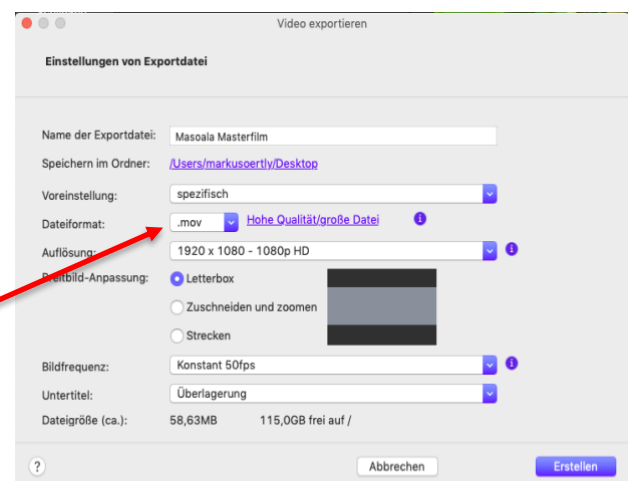 Video exportieren
Einstellungen von Exportdatei
Name der Exportdatei: Masoala Masterfilm
Speichern im Ordner: /Users/markusoertly/Desktop
Voreinstellung: spezifisch
Dateiformat: .mov Hohe Qualität/große Datei i
Auflösung: 1920 x 1080 - 1080p HD i
Breitbild-Anpassung: Letterbox
Zuschneiden und zoomen
Strecken
Bildfrequenz: Konstant 50fps i
Untertitel: Überlagerung
Dateigröße (ca.): 58,63MB 115,0GB frei auf /
? Abbrechen Erstellen